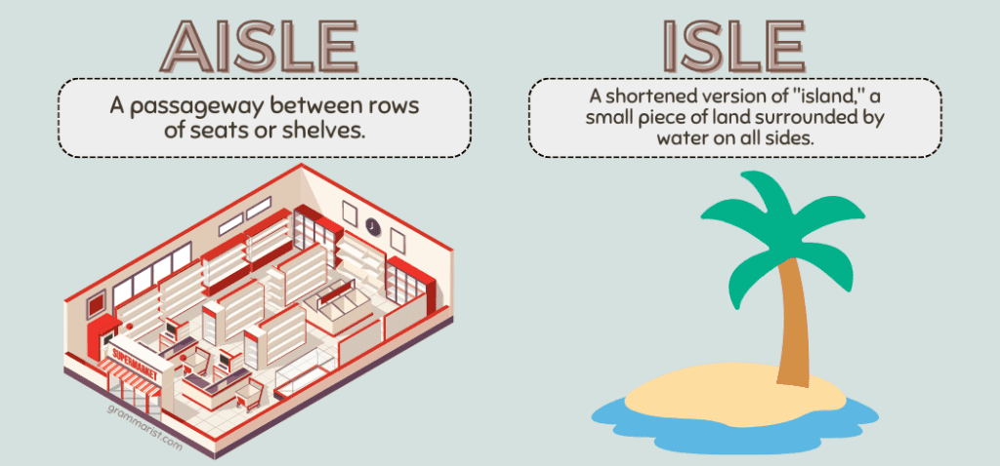 AISLE
A passageway between rows
of seats or shelves.
ISLE
A shortened version of "island," a
small piece of land surrounded by
water on all sides.
SUPERMARKET
grammarist.com